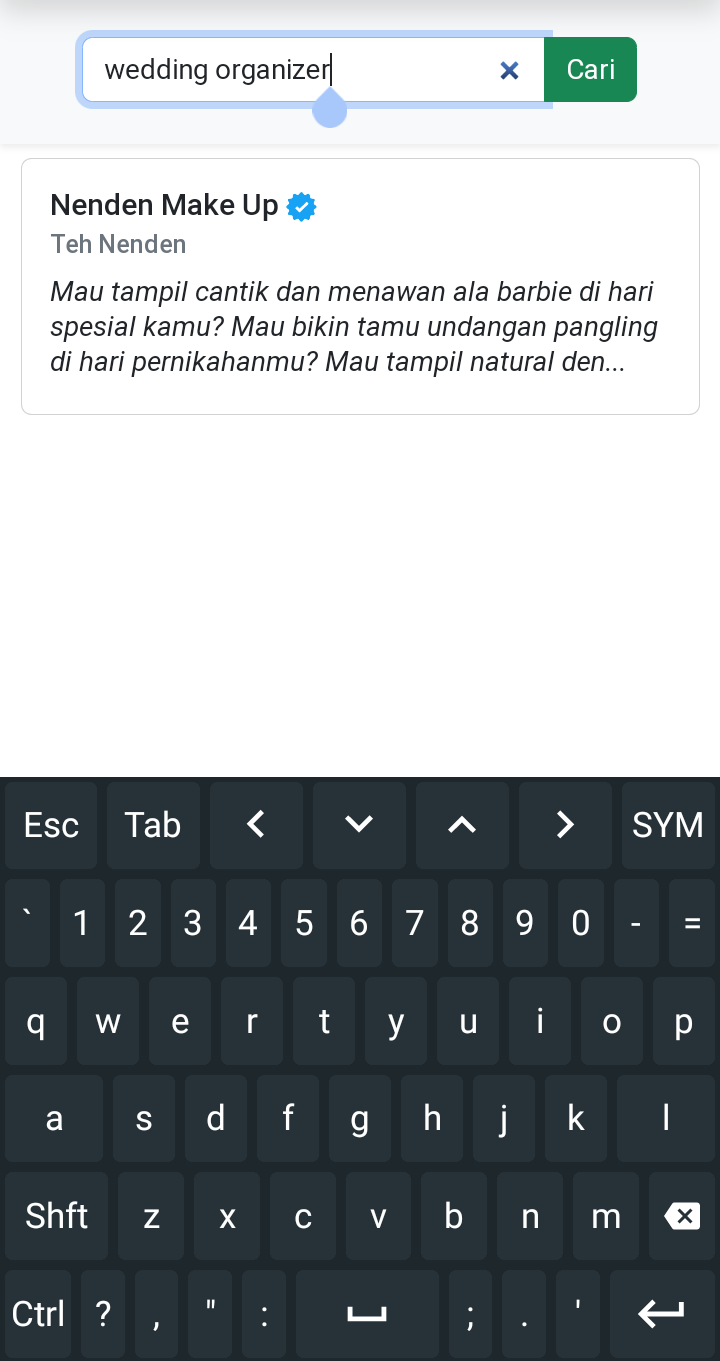 wedding organizer
Cari
Nenden Make Up
Teh Nenden
Mau tampil cantik dan menawan ala barbie di hari
spesial kamu? Mau bikin tamu undangan pangling
di hari pernikahanmu? Mau tampil natural den...
Esc Tab SYM
` 1 2 3 4 5 6 7 8 9 0 - =
q w e r t y u i o p
a s d f g h j k l
Shft z x c v b n m
Ctrl ? , " : ; . '